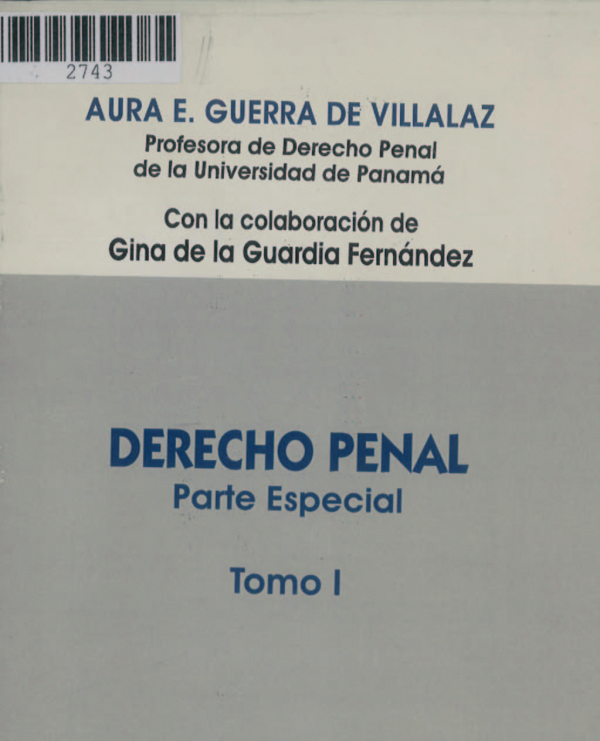 2743
AURA E. GUERRA DE VILLALAZ
Profesora de Derecho Penal
de la Universidad de Panamá
Con la colaboración de
Gina de la Guardia Fernández
DERECHO PENAL
Parte Especial
Tomo I